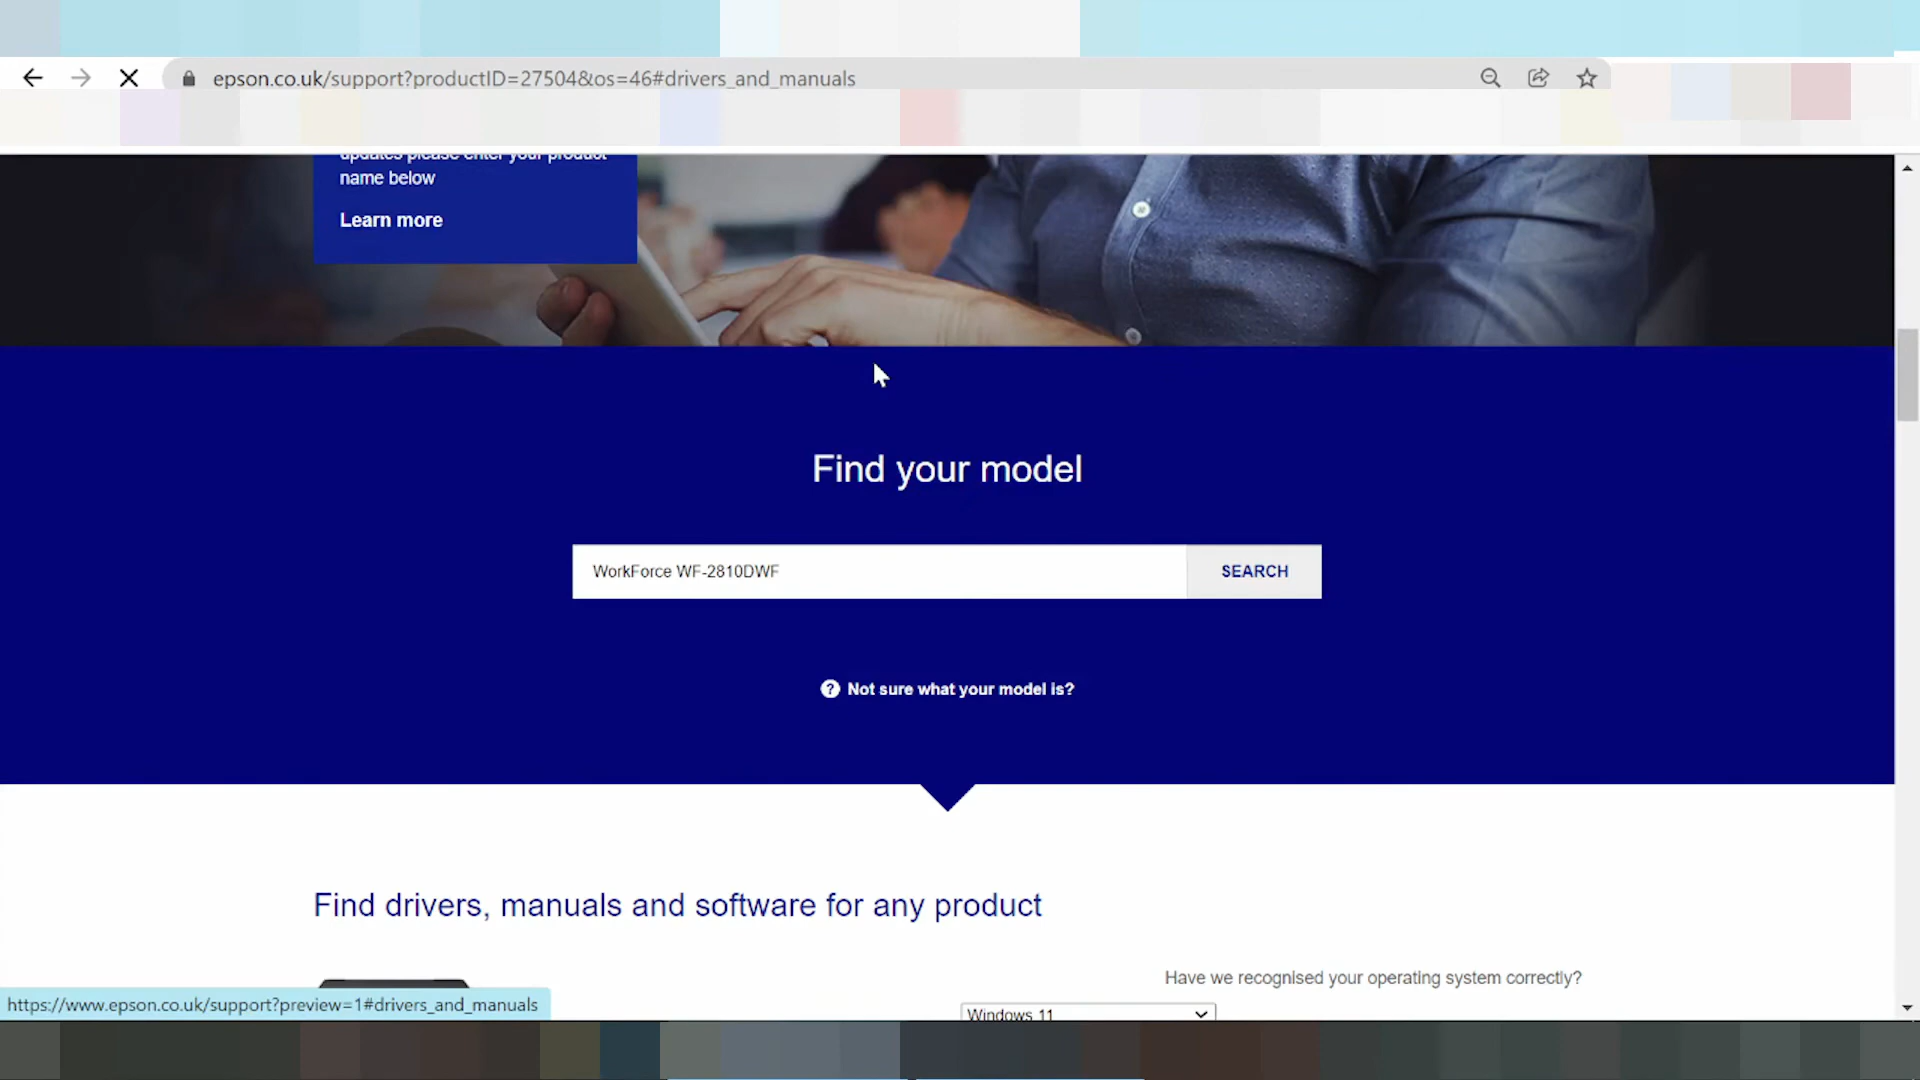 epson.co.uk/support?productID=27504&os=46#drivers_and_manuals
updates please enter your product
name below
Learn more
Find your model
WorkForce WF-2810DWF
SEARCH
? Not sure what your model is?
Find drivers, manuals and software for any product
Have we recognised your operating system correctly?
Windows 11
https://www.epson.co.uk/support?preview=1#drivers_and_manuals